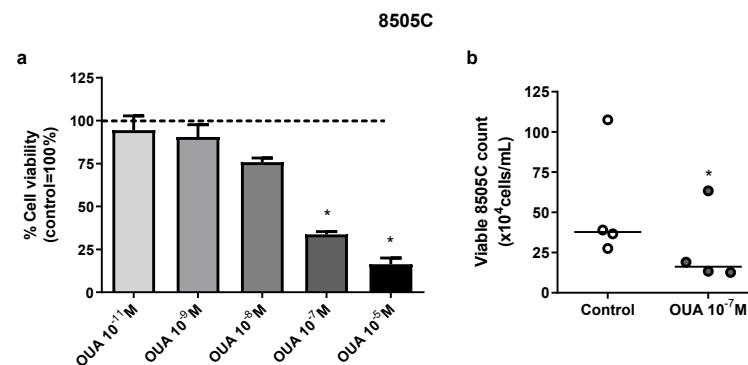 8505C
a
% Cell viability
(control=100%)
125
100
75
50
25
0
*
*
OUA 10⁻¹¹M
OUA 10⁻⁹M
OUA 10⁻⁸M
OUA 10⁻⁷M
OUA 10⁻⁵M
b
Viable 8505C count
(x10⁴cells/mL)
125
100
75
50
25
0
*
Control
OUA 10⁻⁷M